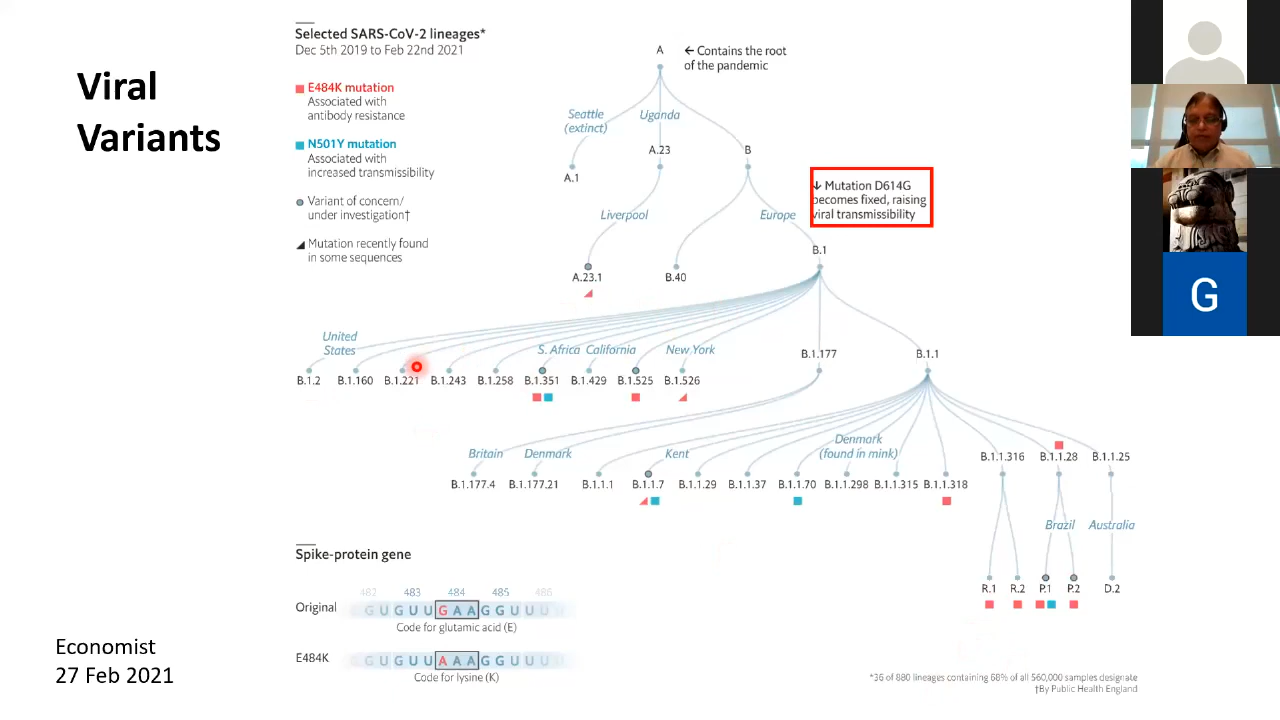 Viral
Variants
Selected SARS-CoV-2 lineages*
Dec 5th 2019 to Feb 22nd 2021
E484K mutation
Associated with
antibody resistance
N501Y mutation
Associated with
increased transmissibility
Variant of concern/
under investigation†
Mutation recently found
in some sequences
A
← Contains the root
of the pandemic
Seattle
(extinct)
Uganda
A.23
B
A.1
↓ Mutation D614G
becomes fixed, raising
viral transmissibility
Liverpool
Europe
B.1
A.23.1
B.40
United
States
S. Africa
California
New York
B.1.177
B.1.1
B.1.2
B.1.160
B.1.221
B.1.243
B.1.258
B.1.351
B.1.429
B.1.525
B.1.526
Britain
Denmark
Kent
Denmark
(found in mink)
B.1.1.316
B.1.1.28
B.1.1.25
B.1.177.4
B.1.177.21
B.1.1.1
B.1.1.7
B.1.1.29
B.1.1.37
B.1.1.70
B.1.1.298
B.1.1.315
B.1.1.318
Brazil
Australia
R.1
R.2
P.1
P.2
D.2
Spike-protein gene
482 483 484 485 486
Original
G U G U U G A A G G U U U U
Code for glutamic acid (E)
E484K
G U G U U A A A G G U U U U
Code for lysine (K)
Economist
27 Feb 2021
*36 of 880 lineages containing 68% of all 560,000 samples designate
†By Public Health England
G